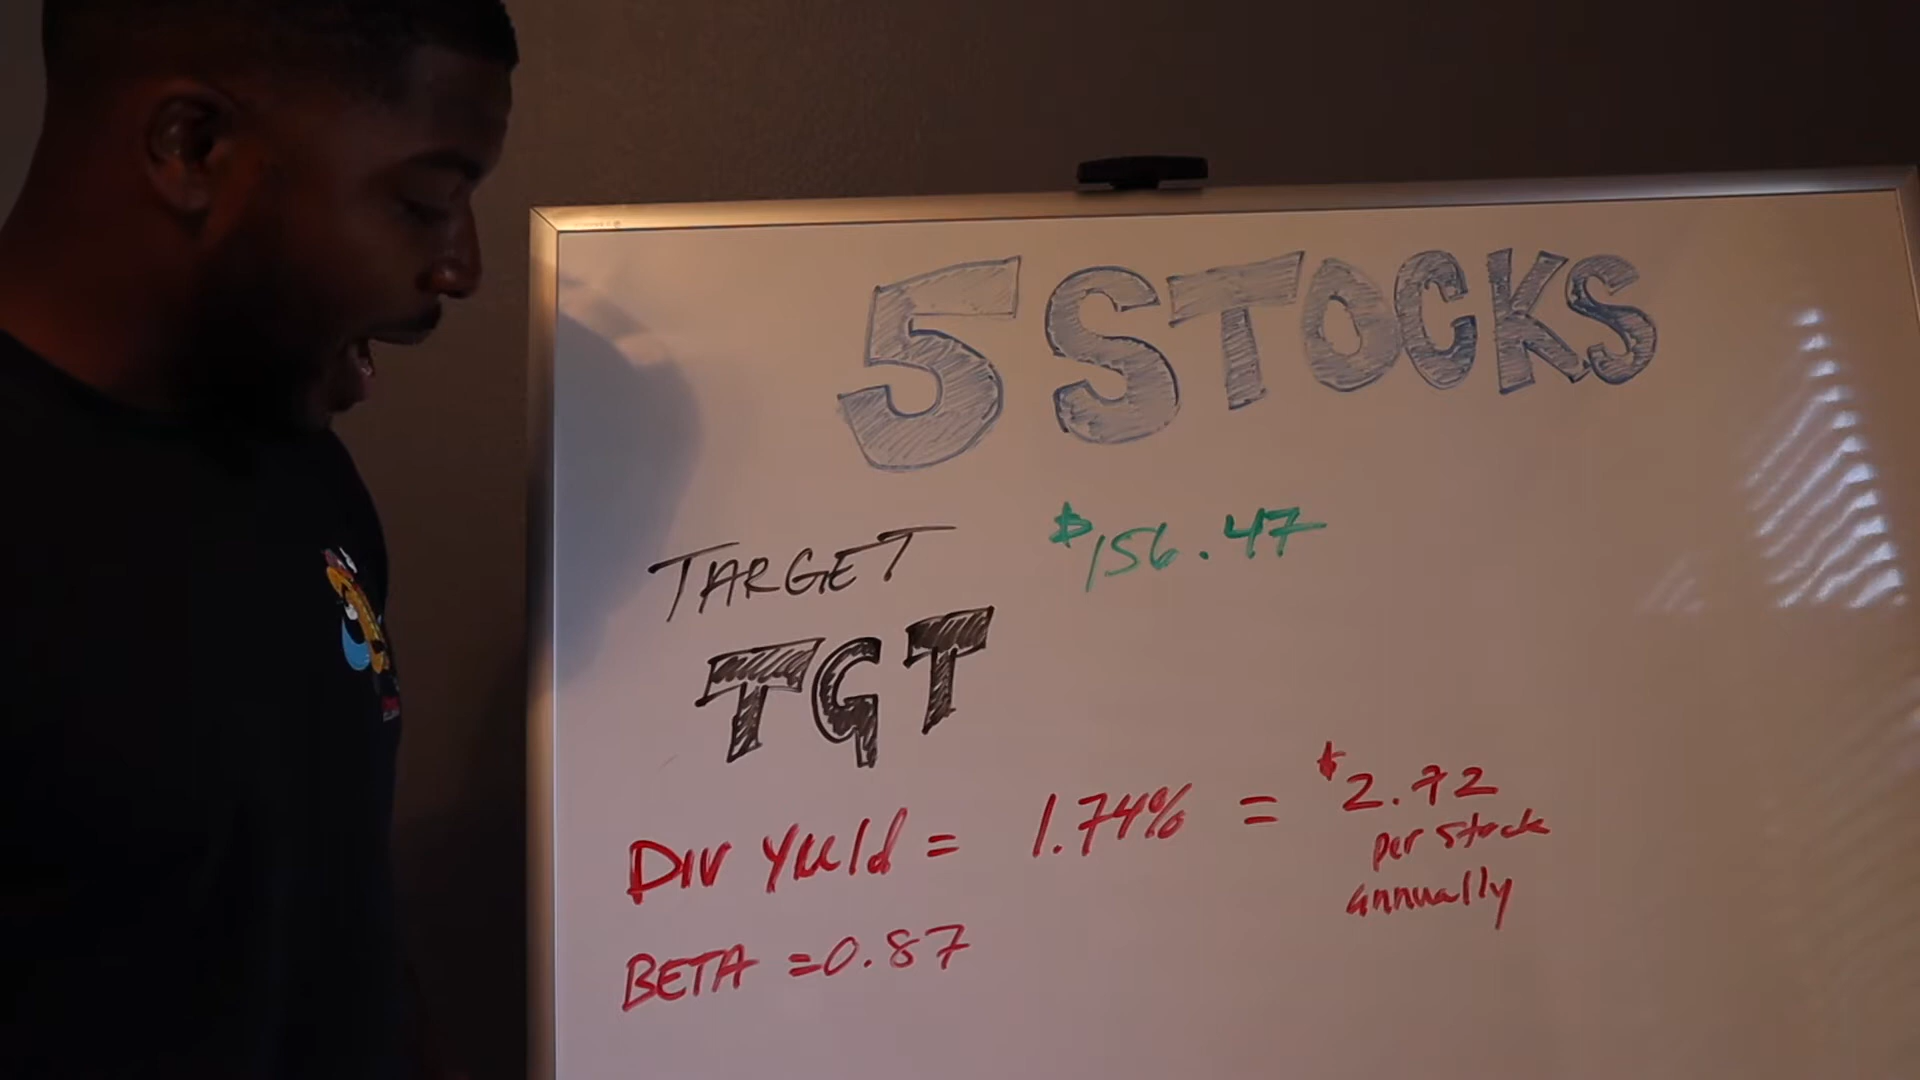 5 STOCKS
TARGET $156.47
TGT
DIV Yield = 1.74% = $2.72
per stock
annually
BETA = 0.87